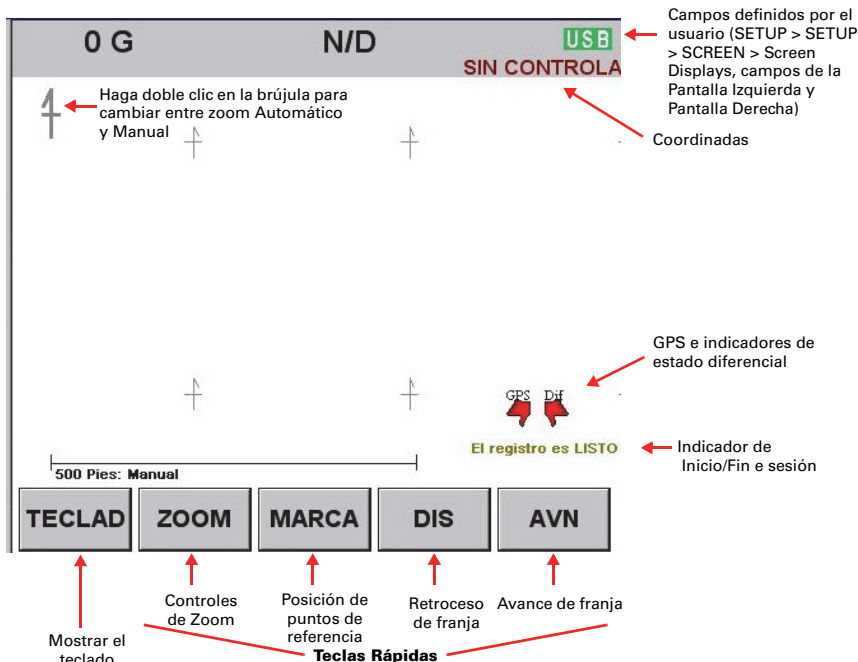 Campos definidos por el
usuario (SETUP > SETUP
> SCREEN > Screen
Displays, campos de la
Pantalla Izquierda y
Pantalla Derecha)
0 G
N/D
USB
SIN CONTROLA
Haga doble clic en la brújula para
cambiar entre zoom Automático
y Manual
Coordinadas
GPS e indicadores de
estado diferencial
GPS Dif
El registro es LISTO
Indicador de
Inicio/Fin e sesión
500 Pies: Manual
TECLAD
ZOOM
MARCA
DIS
AVN
Controles
de Zoom
Posición de
puntos de
referencia
Retroceso
de franja
Avance de franja
Mostrar el
teclado
Teclas Rápidas